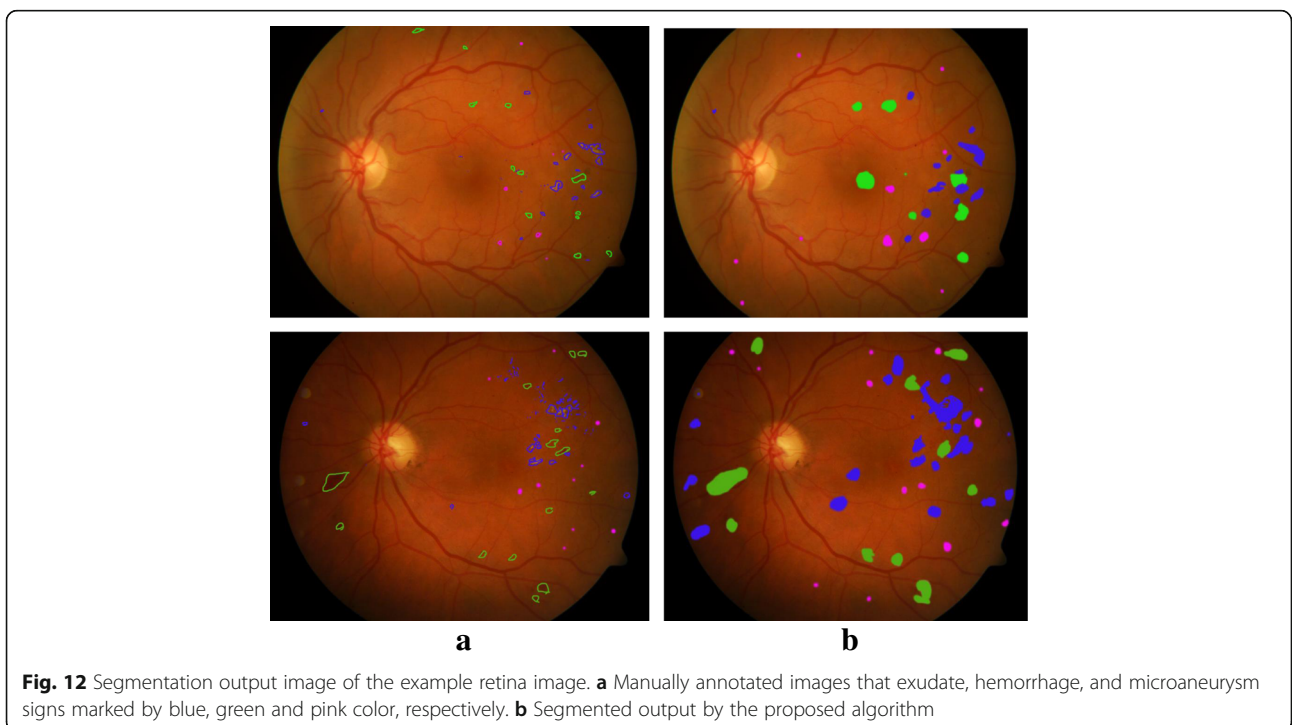 a
b
Fig. 12 Segmentation output image of the example retina image. a Manually annotated images that exudate, hemorrhage, and microaneurysm
signs marked by blue, green and pink color, respectively. b Segmented output by the proposed algorithm